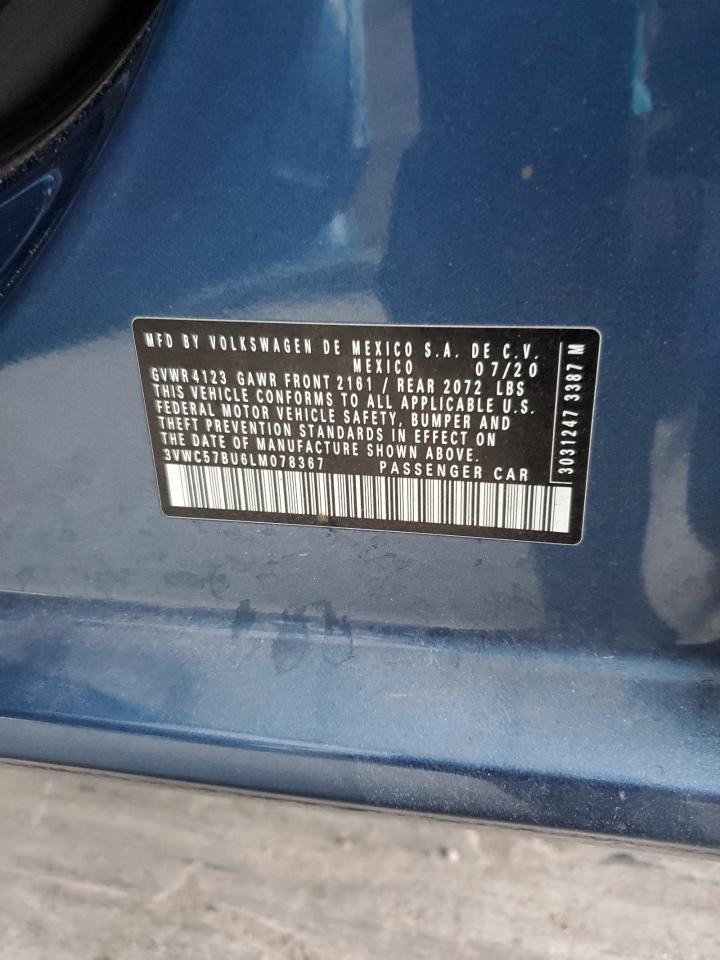 MFD BY VOLKSWAGEN DE MEXICO S.A. DE C.V.
MEXICO 07/20
GVWR 4123 GAWR FRONT 2161 / REAR 2072 LBS
THIS VEHICLE CONFORMS TO ALL APPLICABLE U.S.
FEDERAL MOTOR VEHICLE SAFETY, BUMPER AND
THEFT PREVENTION STANDARDS IN EFFECT ON
THE DATE OF MANUFACTURE SHOWN ABOVE.
3VWC57BU6LM078367 PASSENGER CAR
3031247 3387 M